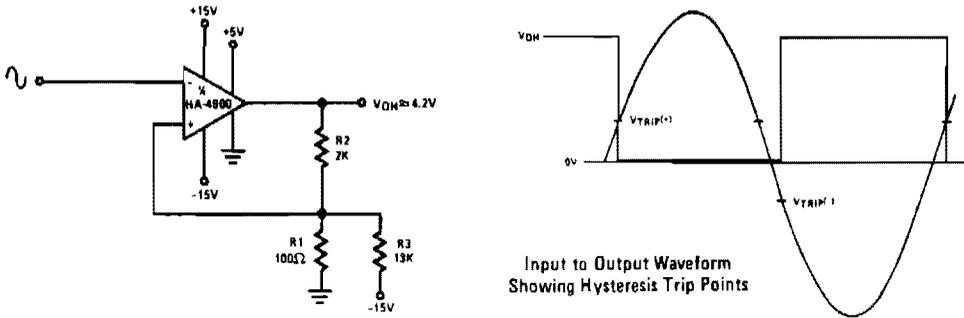 +15V
+5V
-
¼
HA-4900
+
VOH≈4.2V
R2
2K
-15V
R1
100Ω
R3
13K
-15V
VOH
VTRIP(+)
0V
VTRIP(-)
Input to Output Waveform
Showing Hysteresis Trip Points